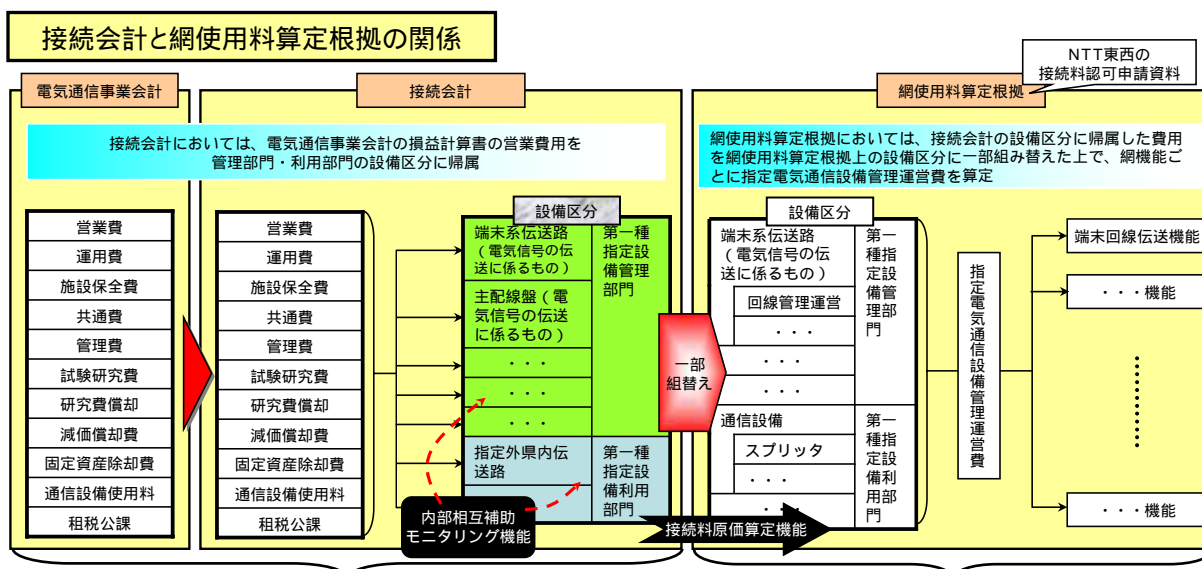 接続会計と網使用料算定根拠の関係
NTT東西の
接続料認可申請資料
電気通信事業会計
接続会計
網使用料算定根拠
接続会計においては、電気通信事業会計の損益計算書の営業費用を
管理部門・利用部門の設備区分に帰属
網使用料算定根拠においては、接続会計の設備区分に帰属した費用
を網使用料算定根拠上の設備区分に一部組み替えた上で、網機能ご
とに指定電気通信設備管理運営費を算定
営業費
運用費
施設保全費
共通費
管理費
試験研究費
研究費償却
減価償却費
固定資産除却費
通信設備使用料
租税公課
営業費
運用費
施設保全費
共通費
管理費
試験研究費
研究費償却
減価償却費
固定資産除却費
通信設備使用料
租税公課
設備区分
端末系伝送路
(電気信号の伝
送に係るもの)
主配線盤(電
気信号の伝送
に係るもの)
・・・
・・・
・・・
第一種
指定設
備管理
部門
指定外県内伝
送路
第一種
指定設
備利用
部門
内部相互補助
モニタリング機能
一部
組替え
接続料原価算定機能
設備区分
端末系伝送路
(電気信号の伝
送に係るもの)
回線管理運営
・・・
・・・
・・・
第一
種指
定設
備管
理部
門
通信設備
スプリッタ
・・・
・・・
第一
種指
定設
備利
用部
門
指定電気通信設備管理運営費
端末回線伝送機能
・・・機能
・・・機能